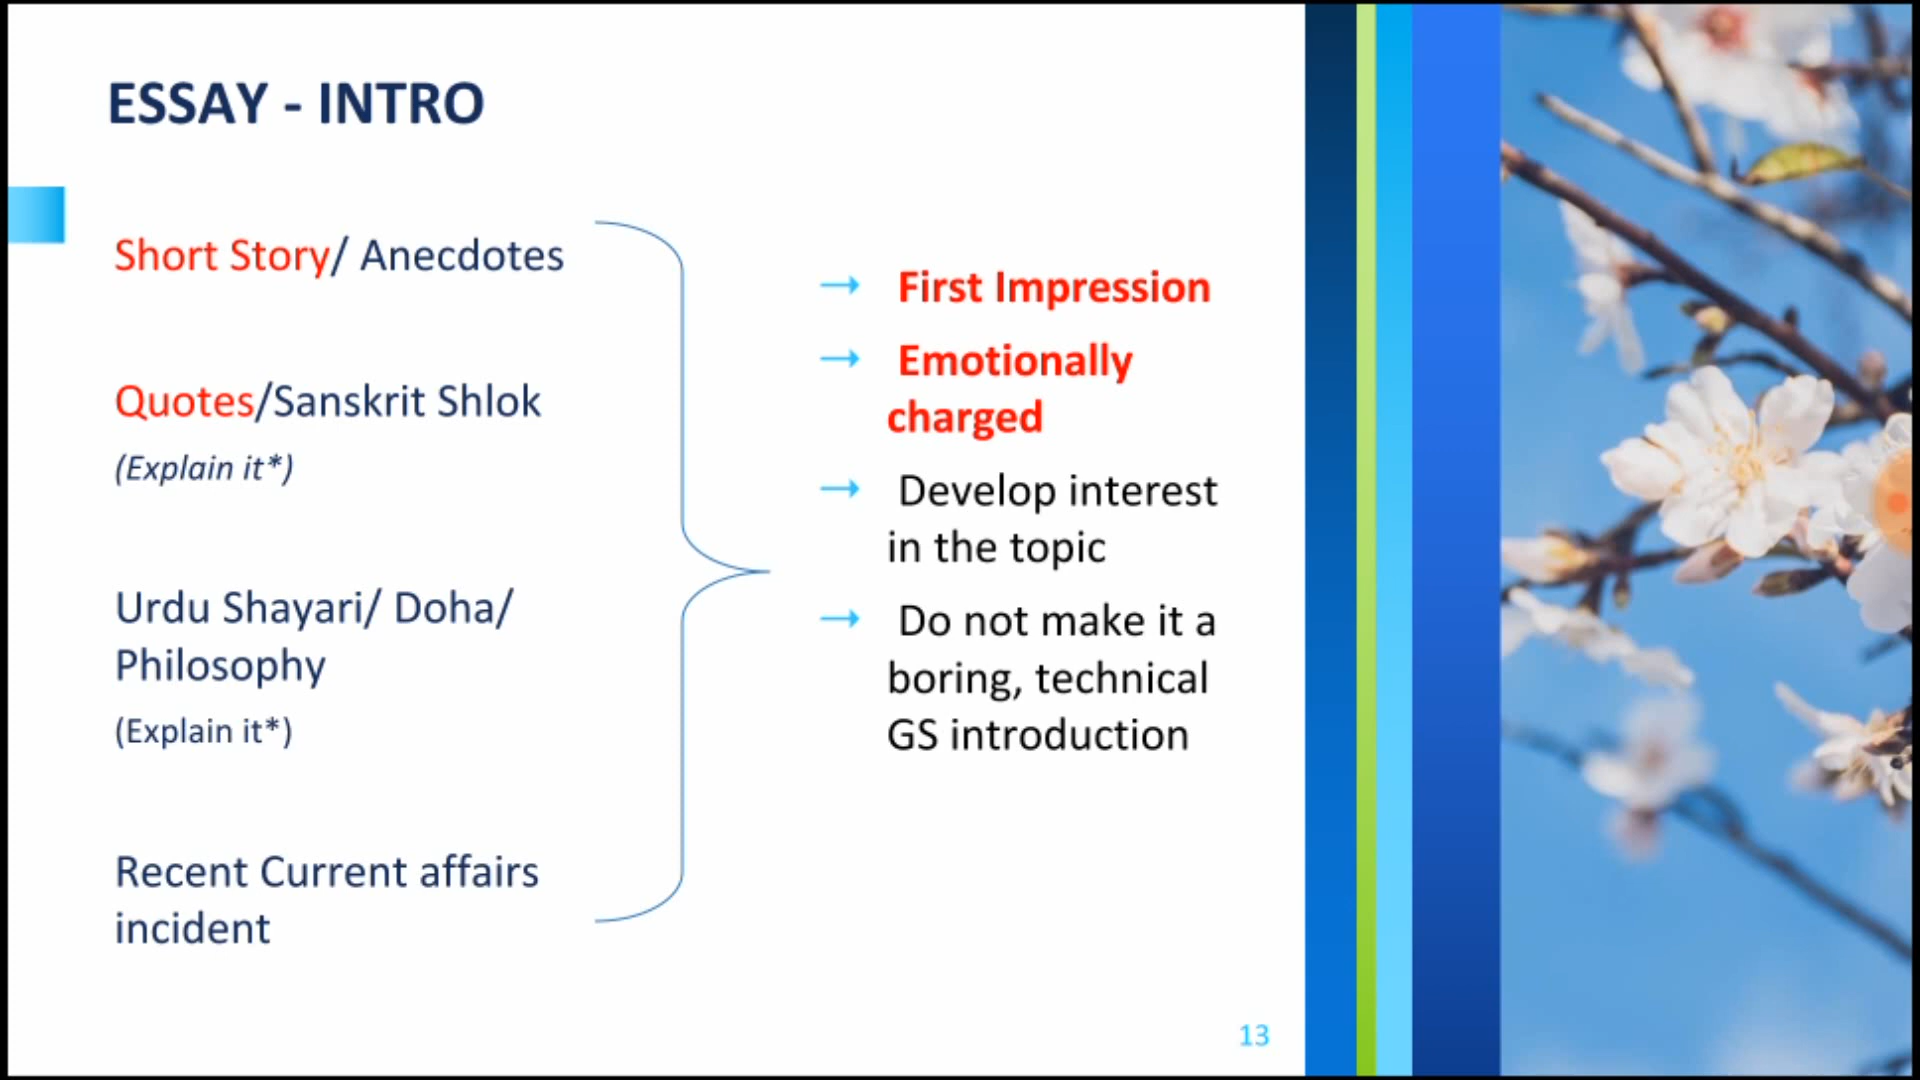 ESSAY - INTRO
Short Story/ Anecdotes
Quotes/Sanskrit Shlok
(Explain it*)
Urdu Shayari/ Doha/
Philosophy
(Explain it*)
Recent Current affairs
incident
→ First Impression
→ Emotionally
charged
→ Develop interest
in the topic
→ Do not make it a
boring, technical
GS introduction
13